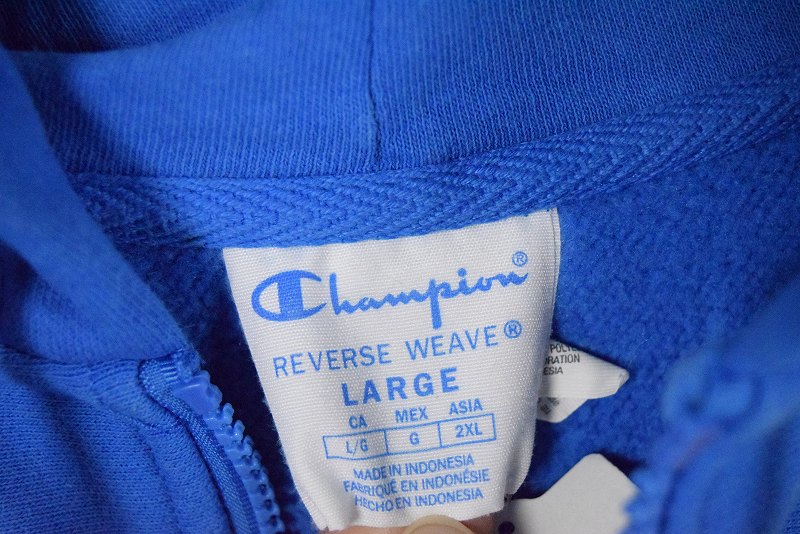 Champion®
REVERSE WEAVE®
LARGE
CA MEX ASIA
L/G G 2XL
MADE IN INDONESIA
FABRIQUÉ EN INDONÉSIE
HECHO EN INDONESIA